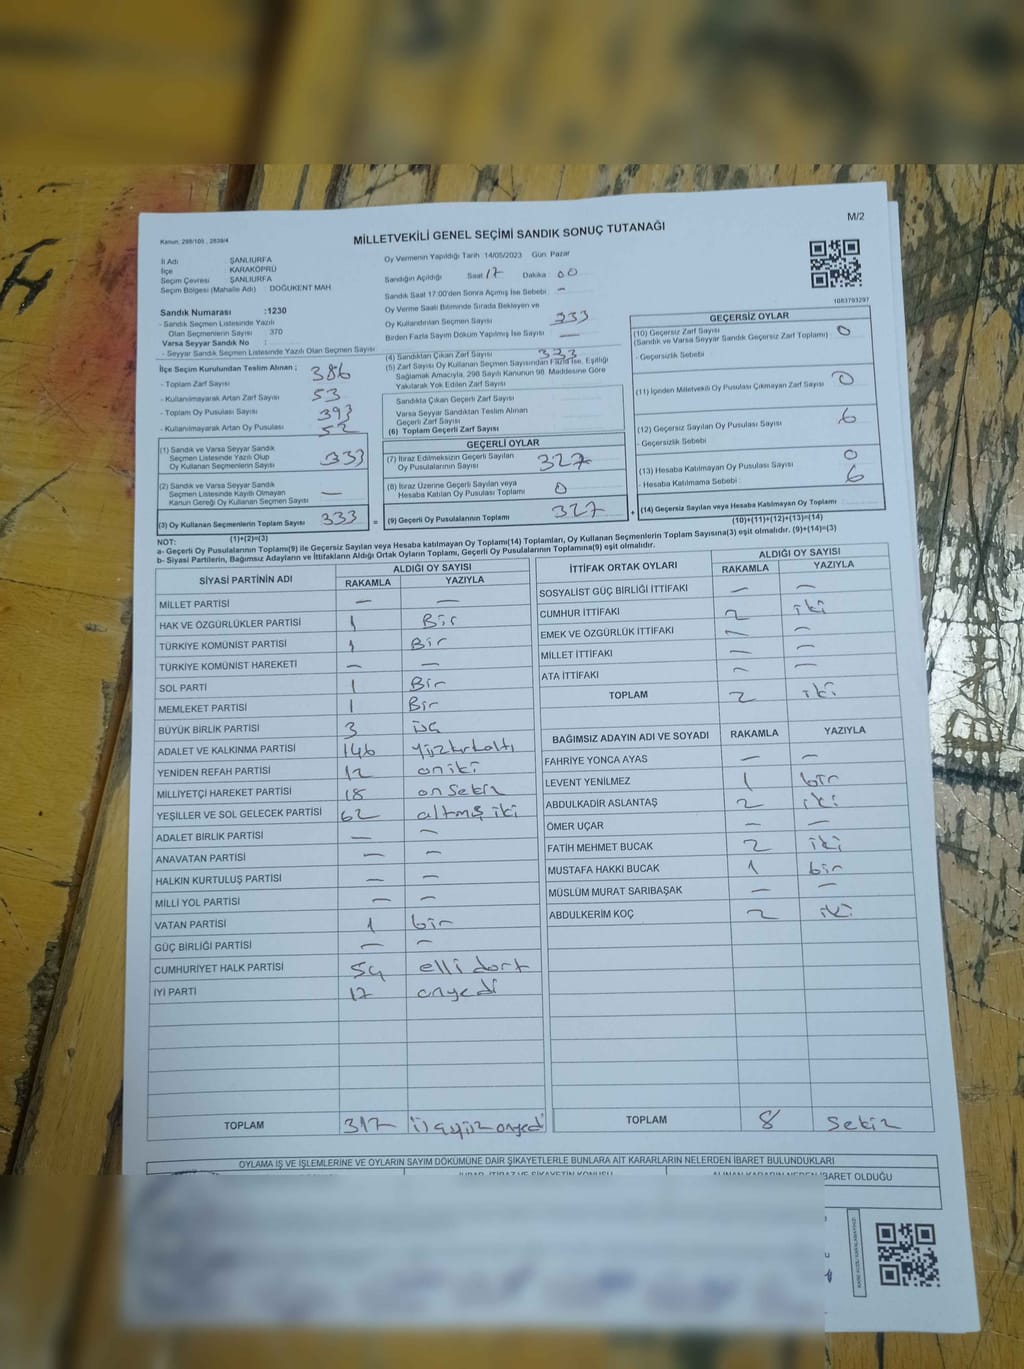 M/2
Kanun, 298/105 , 2839/4
MİLLETVEKİLİ GENEL SEÇİMİ SANDIK SONUÇ TUTANAĞI
İl Adı ŞANLIURFA
İlçe KARAKÖPRÜ
Seçim Çevresi ŞANLIURFA
Seçim Bölgesi (Mahalle Adı) DOĞUKENT MAH
Sandık Numarası :1230
- Sandık Seçmen Listesinde Yazılı
Olan Seçmenlerin Sayısı 370
Varsa Seyyar Sandık No :
- Seyyar Sandık Seçmen Listesinde Yazılı Olan Seçmen Sayısı
İlçe Seçim Kurulundan Teslim Alınan ;
- Toplam Zarf Sayısı 386
- Kullanılmayarak Artan Zarf Sayısı 53
- Toplam Oy Pusulası Sayısı 393
- Kullanılmayarak Artan Oy Pusulası 52
(1) Sandık ve Varsa Seyyar Sandık
Seçmen Listesinde Yazılı Olup
Oy Kullanan Seçmenlerin Sayısı 333
(2) Sandık ve Varsa Seyyar Sandık
Seçmen Listesinde Kayıtlı Olmayan
Kanun Gereği Oy Kullanan Seçmen Sayısı —
(3) Oy Kullanan Seçmenlerin Toplam Sayısı 333 =
(1)+(2)=(3)
Oy Vermenin Yapıldığı Tarih 14/05/2023 Gün Pazar
Sandığın Açıldığı Saat 17 Dakika 00
Sandık Saat 17:00'den Sonra Açılmış İse Sebebi –
Oy Verme Saati Bitiminde Sırada Bekleyen ve
Oy Kullandırılan Seçmen Sayısı 333
Birden Fazla Sayım Döküm Yapılmış İse Sayısı —
(4) Sandıktan Çıkan Zarf Sayısı 333
(5) Zarf Sayısı Oy Kullanan Seçmen Sayısından Fazla İse, Eşitliği
Sağlamak Amacıyla, 298 Sayılı Kanunun 98. Maddesine Göre
Yakılarak Yok Edilen Zarf Sayısı
Sandıkta Çıkan Geçerli Zarf Sayısı
Varsa Seyyar Sandıktan Teslim Alınan
Geçerli Zarf Sayısı
(6) Toplam Geçerli Zarf Sayısı
GEÇERLİ OYLAR
(7) İtiraz Edilmeksizin Geçerli Sayılan
Oy Pusulalarının Sayısı 327
(8) İtiraz Üzerine Geçerli Sayılan veya
Hesaba Katılan Oy Pusulası Toplamı 0
(9) Geçerli Oy Pusulalarının Toplamı 327 +
1083793297
GEÇERSİZ OYLAR
(10) Geçersiz Zarf Sayısı 0
(Sandık ve Varsa Seyyar Sandık Geçersiz Zarf Toplamı)
- Geçersizlik Sebebi
(11) İçinden Milletvekili Oy Pusulası Çıkmayan Zarf Sayısı 0
(12) Geçersiz Sayılan Oy Pusulası Sayısı 6
- Geçersizlik Sebebi
(13) Hesaba Katılmayan Oy Pusulası Sayısı 0
- Hesaba Katılmama Sebebi : 6
(14) Geçersiz Sayılan veya Hesaba Katılmayan Oy Pusulası Toplamı
(10)+(11)+(12)+(13)=(14)
NOT:
a- Geçerli Oy Pusulalarının Toplamı(9) ile Geçersiz Sayılan veya Hesaba katılmayan Oy Pusulası Toplamı(14) Toplamları, Oy Kullanan Seçmenlerin Toplam Sayısına(3) eşit olmalıdır. (9)+(14)=(3)
b- Siyasi Partilerin, Bağımsız Adayların ve İttifakların Aldığı Ortak Oyların Toplamı, Geçerli Oy Pusulalarının Toplamına(9) eşit olmalıdır.
SİYASİ PARTİNİN ADI ALDIĞI OY SAYISI
RAKAMLA YAZIYLA
MİLLET PARTİSİ — —
HAK VE ÖZGÜRLÜKLER PARTİSİ 1 Bir
TÜRKİYE KOMÜNİST PARTİSİ 1 Bir
TÜRKİYE KOMÜNİST HAREKETİ — —
SOL PARTİ 1 Bir
MEMLEKET PARTİSİ 1 Bir
BÜYÜK BİRLİK PARTİSİ 3 üç
ADALET VE KALKINMA PARTİSİ 146 yüzkırkaltı
YENİDEN REFAH PARTİSİ 12 oniki
MİLLİYETÇİ HAREKET PARTİSİ 18 onsekiz
YEŞİLLER VE SOL GELECEK PARTİSİ 62 altmış iki
ADALET BİRLİK PARTİSİ — —
ANAVATAN PARTİSİ — —
HALKIN KURTULUŞ PARTİSİ — —
MİLLİ YOL PARTİSİ — —
VATAN PARTİSİ 1 bir
GÜÇ BİRLİĞİ PARTİSİ — —
CUMHURİYET HALK PARTİSİ 54 elli dort
İYİ PARTİ 17 onyedi
TOPLAM 317 üçyüzonyedi
İTTİFAK ORTAK OYLARI ALDIĞI OY SAYISI
RAKAMLA YAZIYLA
SOSYALİST GÜÇ BİRLİĞİ İTTİFAKI — —
CUMHUR İTTİFAKI 2 iki
EMEK VE ÖZGÜRLÜK İTTİFAKI — —
MİLLET İTTİFAKI — —
ATA İTTİFAKI — —
TOPLAM 2 iki
BAĞIMSIZ ADAYIN ADI VE SOYADI RAKAMLA YAZIYLA
FAHRİYE YONCA AYAS — —
LEVENT YENİLMEZ 1 bir
ABDULKADİR ASLANTAŞ 2 iki
ÖMER UÇAR — —
FATİH MEHMET BUCAK 2 iki
MUSTAFA HAKKI BUCAK 1 bir
MÜSLÜM MURAT SARIBAŞAK — —
ABDULKERİM KOÇ 2 iki
TOPLAM 8 Sekiz
OYLAMA İŞ VE İŞLEMLERİNE VE OYLARIN SAYIM DÖKÜMÜNE DAİR ŞİKAYETLERLE BUNLARA AİT KARARLARIN NELERDEN İBARET BULUNDUKLARI
ALINAN KARARIN NEDEN İBARET OLDUĞU